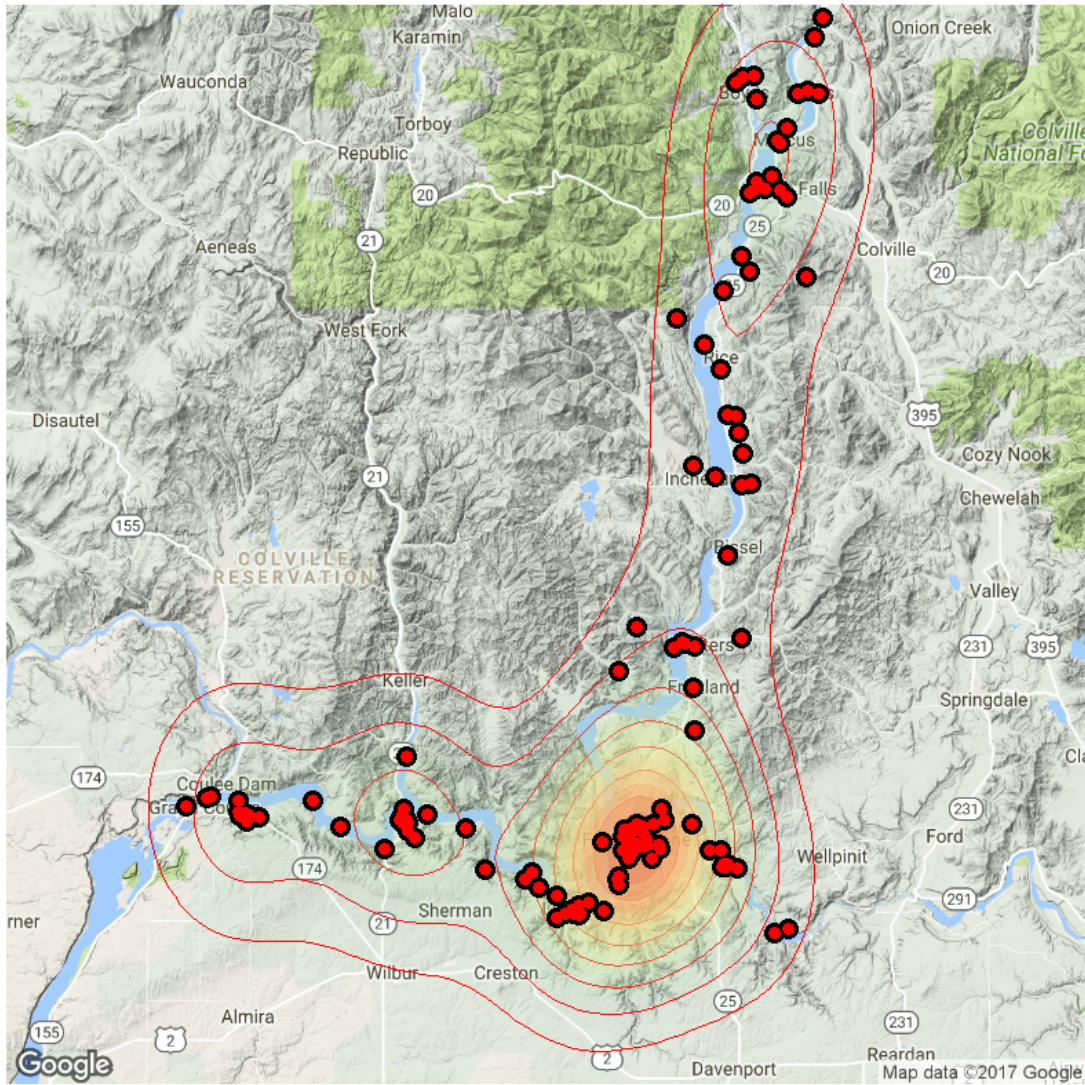 Malo
Karamin
Onion Creek
Wauconda
Torboy
Republic
Colville
National Fo
20
20
Falls
25
21
Aeneas
Colville
20
West Fork
Rice
395
Disautel
Cozy Nook
21
Chewelah
155
Bissel
COLVILLE
RESERVATION
Valley
231
395
Keller
Springdale
174
Coulee Dam
231
Ford
174
Wellpinit
291
Sherman
21
Wilbur
Creston
25
Almira
231
155
2
2
Reardan
Davenport
Google
Map data ©2017 Google